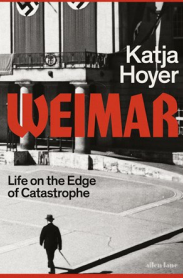 Katja
Hoyer
WEIMAR
Life on the Edge
of Catastrophe
allen lane